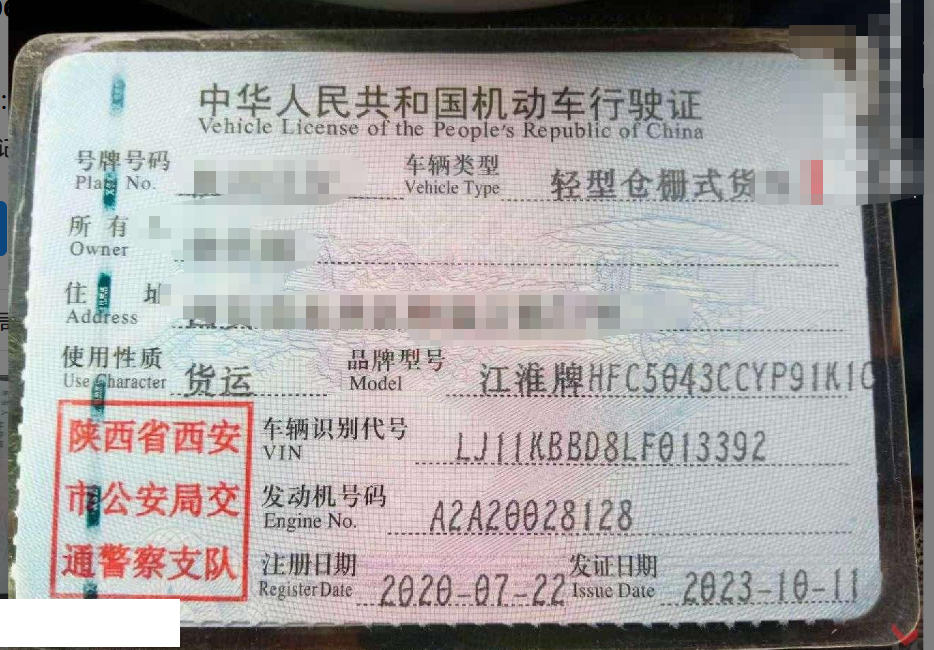 中华人民共和国机动车行驶证
Vehicle License of the People's Republic of China
号牌号码 车辆类型 轻型仓栅式货
Plate No. Vehicle Type
所有
Owner
住 址
Address
使用性质 货运 品牌型号 江淮牌HFC5043CCYP91K1C
Use Character Model
陕西省西安
市公安局交
通警察支队
车辆识别代号 LJ11KBBD8LF013392
VIN
发动机号码 A2A20028128
Engine No.
注册日期 2020-07-22 发证日期 2023-10-11
Register Date Issue Date